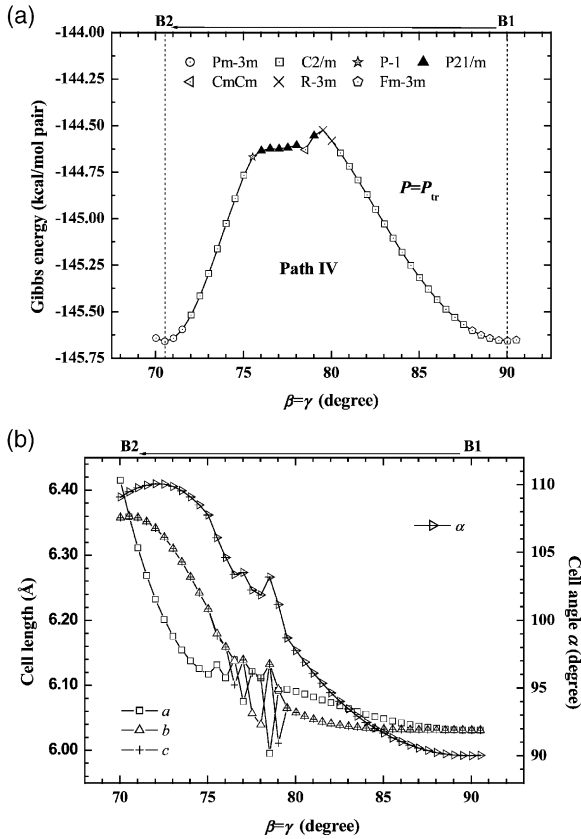 (a)
B2 B1
-144.00
-144.25
-144.50
-144.75
-145.00
-145.25
-145.50
-145.75
Gibbs energy (kcal/mol pair)
Pm-3m C2/m P-1 P21/m
CmCm R-3m Fm-3m
P=Ptr
Path IV
70 75 80 85 90
β=γ (degree)
(b)
B2 B1
6.40
6.30
6.20
6.10
6.00
Cell length (Å)
α
a
b
c
110
105
100
95
90
Cell angle α (degree)
70 75 80 85 90
β=γ (degree)